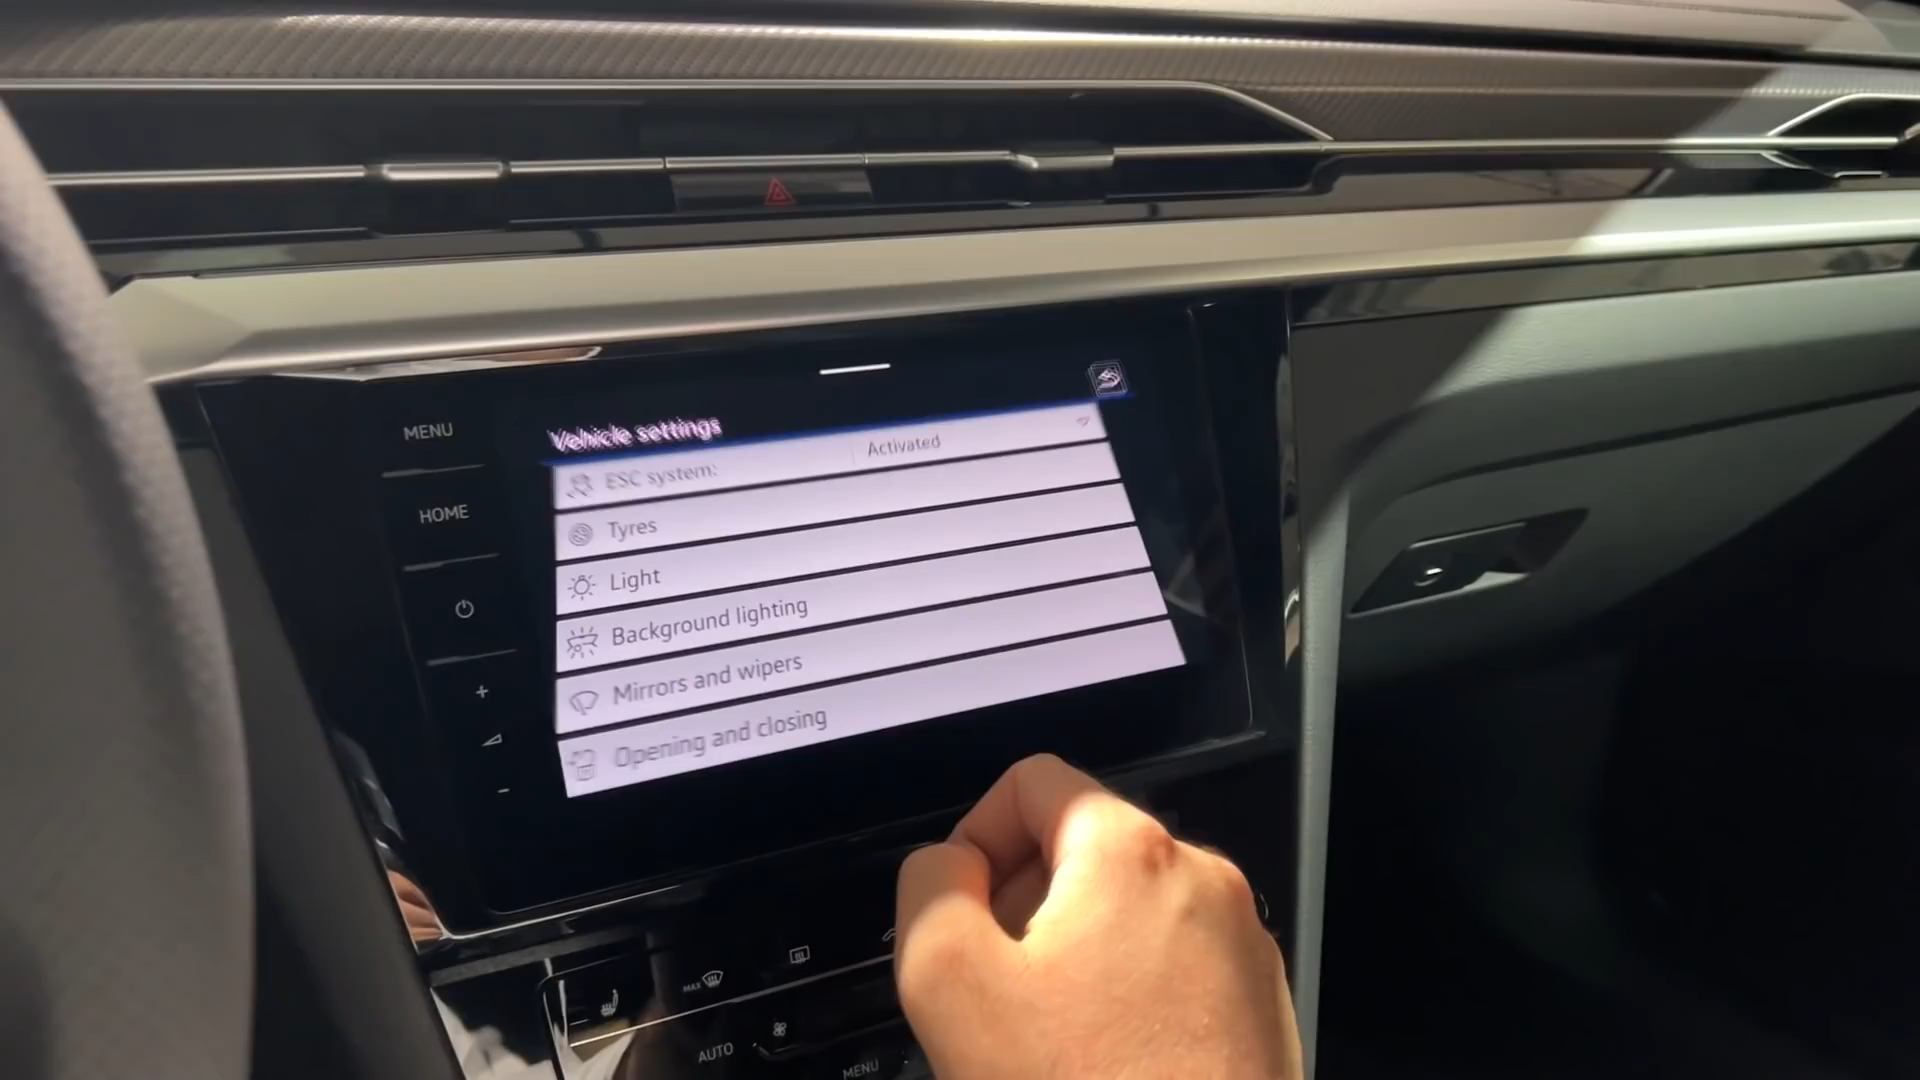 MENU
HOME
Vehicle settings
ESC system: Activated
Tyres
Light
Background lighting
Mirrors and wipers
Opening and closing
MAX
AUTO
MENU